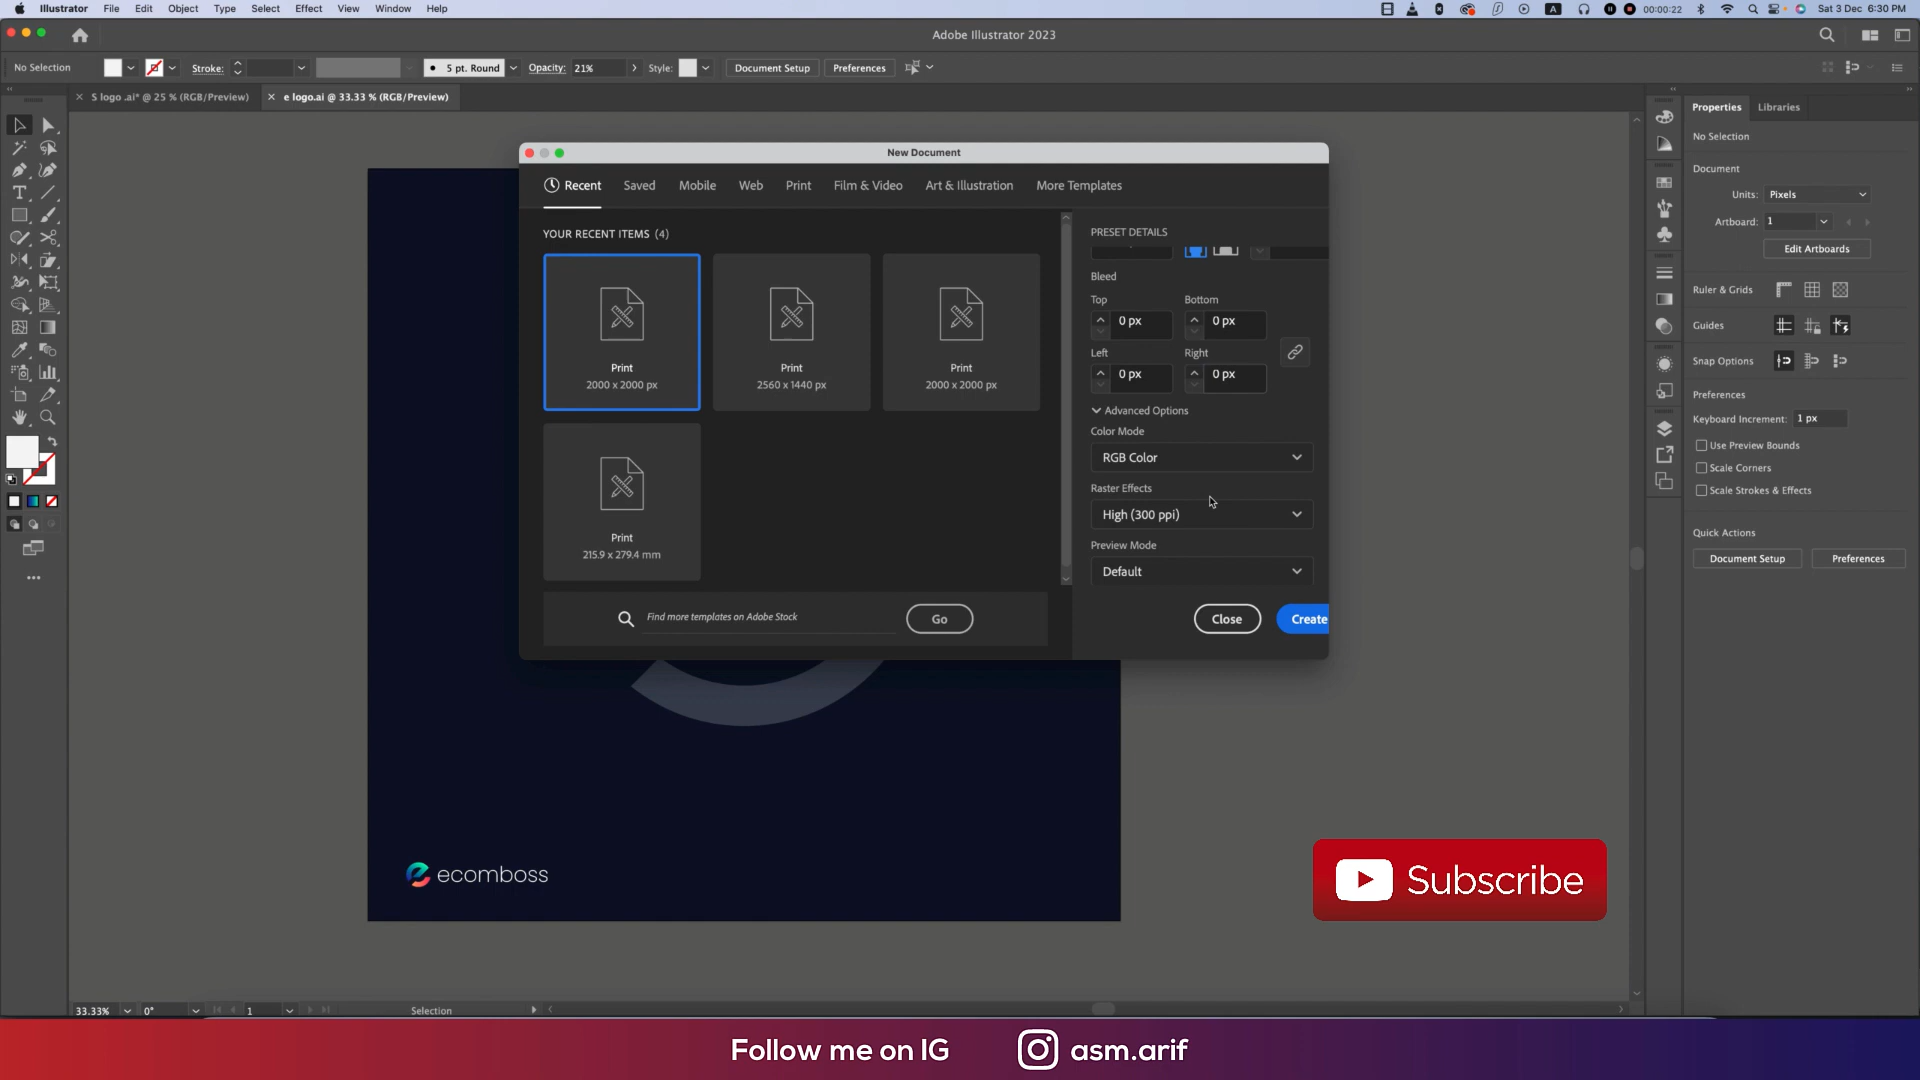 Illustrator File Edit Object Type Select Effect View Window Help
A 00:00:22 Sat 3 Dec 6:30 PM
Adobe Illustrator 2023
No Selection Stroke: 5 pt. Round Opacity: 21% Style: Document Setup Preferences
S logo .ai* @ 25 % (RGB/Preview) e logo.ai @ 33.33 % (RGB/Preview)
Properties Libraries
No Selection
Document
Units: Pixels
Artboard: 1
Edit Artboards
Ruler & Grids
Guides
Snap Options
Preferences
Keyboard Increment: 1 px
Use Preview Bounds
Scale Corners
Scale Strokes & Effects
Quick Actions
Document Setup Preferences
New Document
Recent Saved Mobile Web Print Film & Video Art & Illustration More Templates
YOUR RECENT ITEMS (4)
Print
2000 x 2000 px
Print
2560 x 1440 px
Print
2000 x 2000 px
Print
215.9 x 279.4 mm
Find more templates on Adobe Stock Go
PRESET DETAILS
Bleed
Top Bottom
0 px 0 px
Left Right
0 px 0 px
Advanced Options
Color Mode
RGB Color
Raster Effects
High (300 ppi)
Preview Mode
Default
Close Create
ecomboss
Subscribe
33.33% 0° 1 Selection
Follow me on IG asm.arif